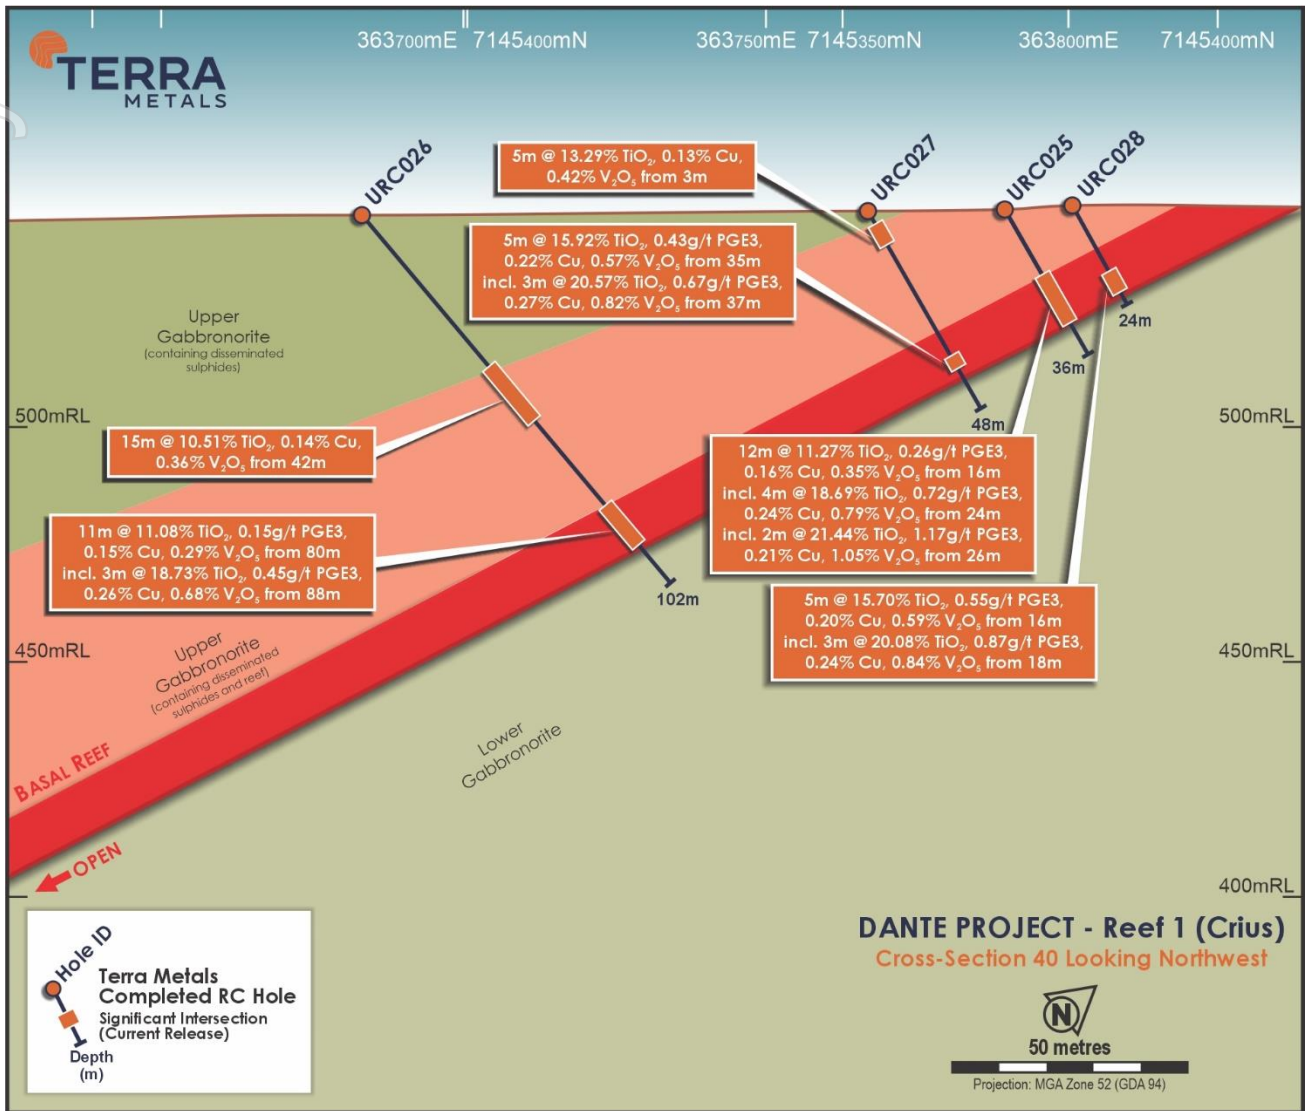 363700mE 7145400mN 363750mE 7145350mN 363800mE 7145400mN
TERRA
METALS
URC026
URC027
URC025
URC028
5m @ 13.29% TiO₂, 0.13% Cu,
0.42% V₂O₅ from 3m
5m @ 15.92% TiO₂, 0.43g/t PGE3,
0.22% Cu, 0.57% V₂O₅ from 35m
incl. 3m @ 20.57% TiO₂, 0.67g/t PGE3,
0.27% Cu, 0.82% V₂O₅ from 37m
Upper
Gabbronorite
(containing disseminated
sulphides)
24m
36m
48m
500mRL
500mRL
15m @ 10.51% TiO₂, 0.14% Cu,
0.36% V₂O₅ from 42m
12m @ 11.27% TiO₂, 0.26g/t PGE3,
0.16% Cu, 0.35% V₂O₅ from 16m
incl. 4m @ 18.69% TiO₂, 0.72g/t PGE3,
0.24% Cu, 0.79% V₂O₅ from 24m
incl. 2m @ 21.44% TiO₂, 1.17g/t PGE3,
0.21% Cu, 1.05% V₂O₅ from 26m
11m @ 11.08% TiO₂, 0.15g/t PGE3,
0.15% Cu, 0.29% V₂O₅ from 80m
incl. 3m @ 18.73% TiO₂, 0.45g/t PGE3,
0.26% Cu, 0.68% V₂O₅ from 88m
102m
5m @ 15.70% TiO₂, 0.55g/t PGE3,
0.20% Cu, 0.59% V₂O₅ from 16m
incl. 3m @ 20.08% TiO₂, 0.87g/t PGE3,
0.24% Cu, 0.84% V₂O₅ from 18m
450mRL
450mRL
Upper
Gabbronorite
(containing disseminated
sulphides and reef)
Lower
Gabbronorite
BASAL REEF
OPEN
400mRL
Hole ID
Terra Metals
Completed RC Hole
Significant Intersection
(Current Release)
Depth
(m)
DANTE PROJECT - Reef 1 (Crius)
Cross-Section 40 Looking Northwest
N
50 metres
Projection: MGA Zone 52 (GDA 94)